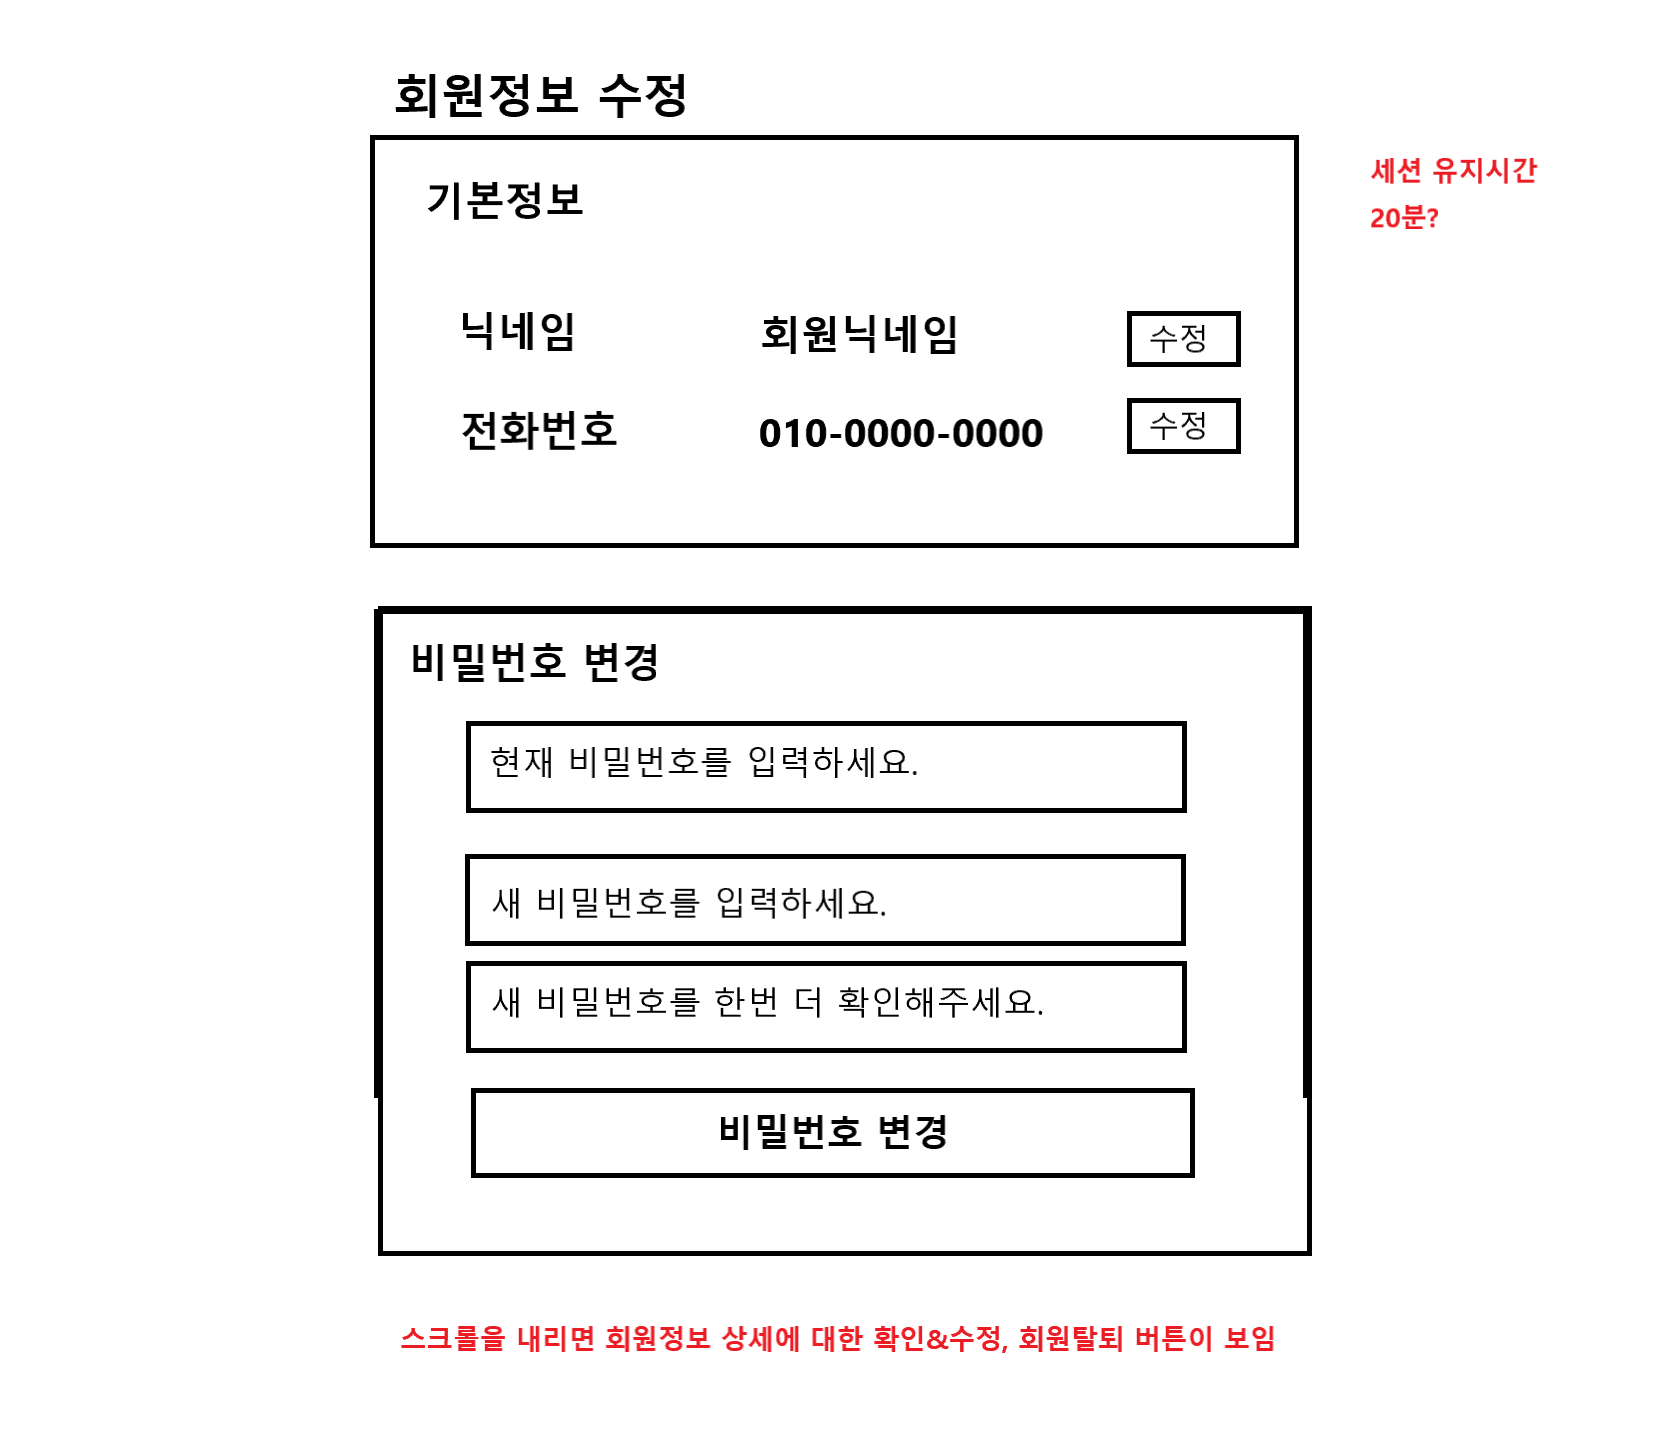 회원정보 수정
기본정보
세션 유지시간
20분?
닉네임 회원닉네임 수정
전화번호 010-0000-0000 수정
비밀번호 변경
현재 비밀번호를 입력하세요.
새 비밀번호를 입력하세요.
새 비밀번호를 한번 더 확인해주세요.
비밀번호 변경
스크롤을 내리면 회원정보 상세에 대한 확인&수정, 회원탈퇴 버튼이 보임